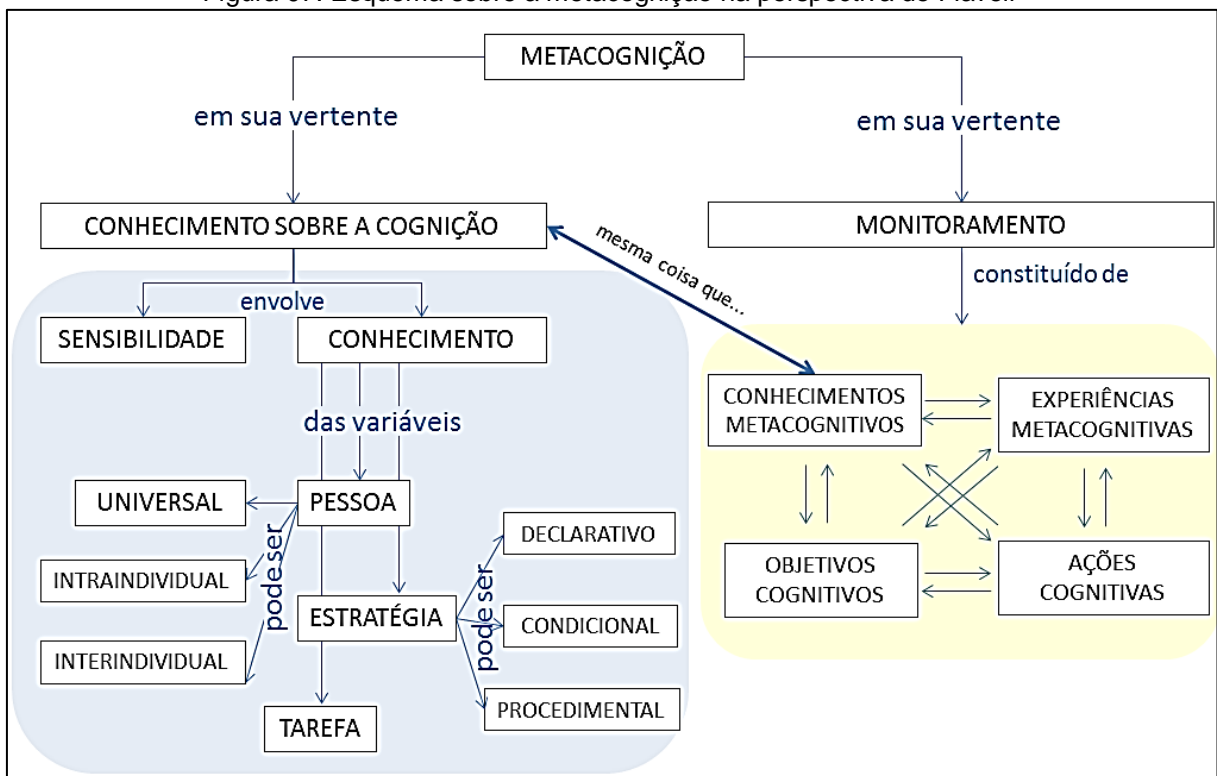 METACOGNIÇÃO
em sua vertente
em sua vertente
CONHECIMENTO SOBRE A COGNIÇÃO
MONITORAMENTO
mesma coisa que...
constituído de
envolve
SENSIBILIDADE
CONHECIMENTO
das variáveis
CONHECIMENTOS
METACOGNITIVOS
EXPERIÊNCIAS
METACOGNITIVAS
UNIVERSAL
PESSOA
pode ser
INTRAINDIVIDUAL
INTERINDIVIDUAL
ESTRATÉGIA
pode ser
DECLARATIVO
CONDICIONAL
PROCEDIMENTAL
TAREFA
OBJETIVOS
COGNITIVOS
AÇÕES
COGNITIVAS